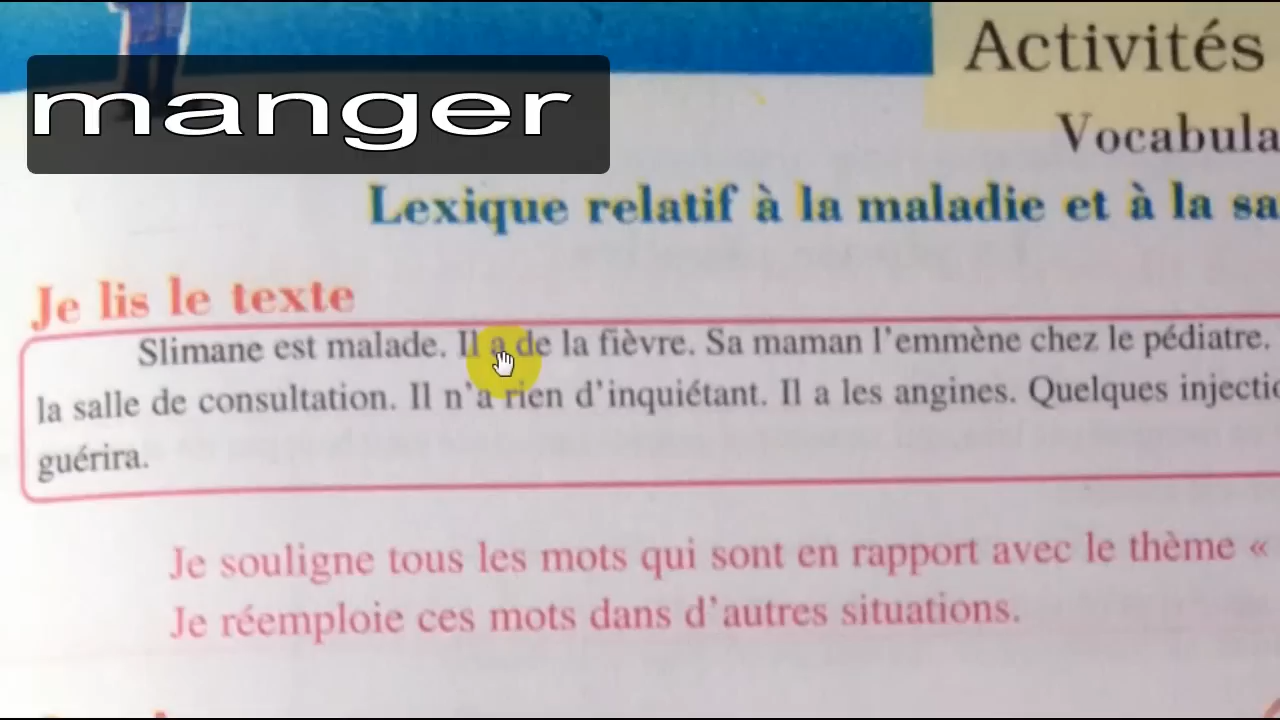 manger
Activités
Vocabula
Lexique relatif à la maladie et à la sa
Je lis le texte
Slimane est malade. Il a de la fièvre. Sa maman l'emmène chez le pédiatre.
la salle de consultation. Il n'a rien d'inquiétant. Il a les angines. Quelques injectio
guérira.
Je souligne tous les mots qui sont en rapport avec le thème «
Je réemploie ces mots dans d'autres situations.